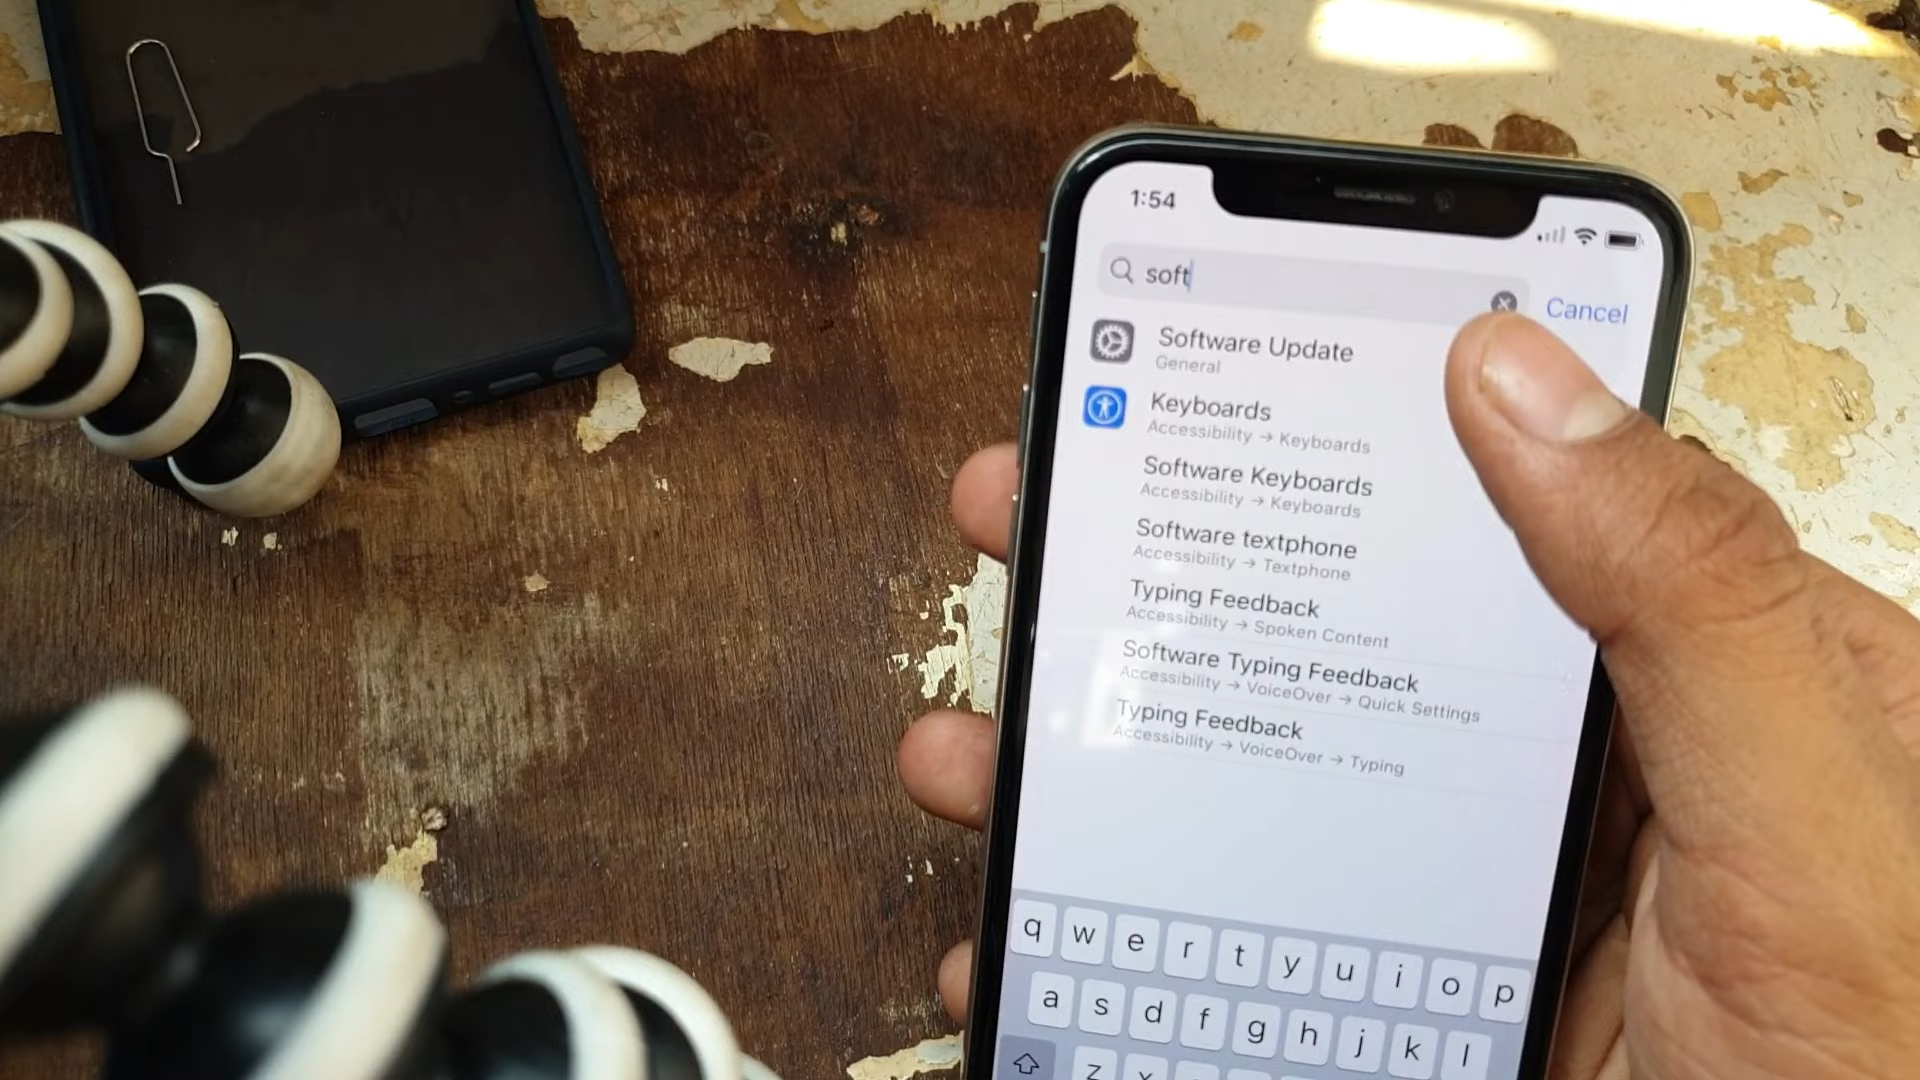 1:54
soft
Cancel
Software Update
General
Keyboards
Accessibility → Keyboards
Software Keyboards
Accessibility → Keyboards
Software textphone
Accessibility → Textphone
Typing Feedback
Accessibility → Spoken Content
Software Typing Feedback
Accessibility → VoiceOver → Quick Settings
Typing Feedback
Accessibility → VoiceOver → Typing
q w e r t y u i o p
a s d f g h j k l
z x